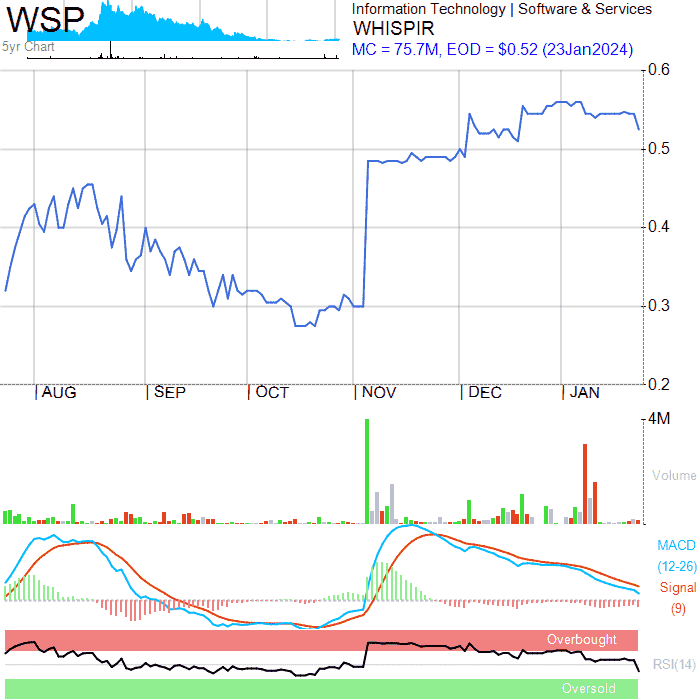 WSP
5yr Chart
Information Technology | Software & Services
WHISPIR
MC = 75.7M, EOD = $0.52 (23Jan2024)
0.6
0.5
0.4
0.3
0.2
|AUG |SEP |OCT |NOV |DEC |JAN
4M
Volume
MACD
(12-26)
Signal
(9)
Overbought
RSI(14)
Oversold